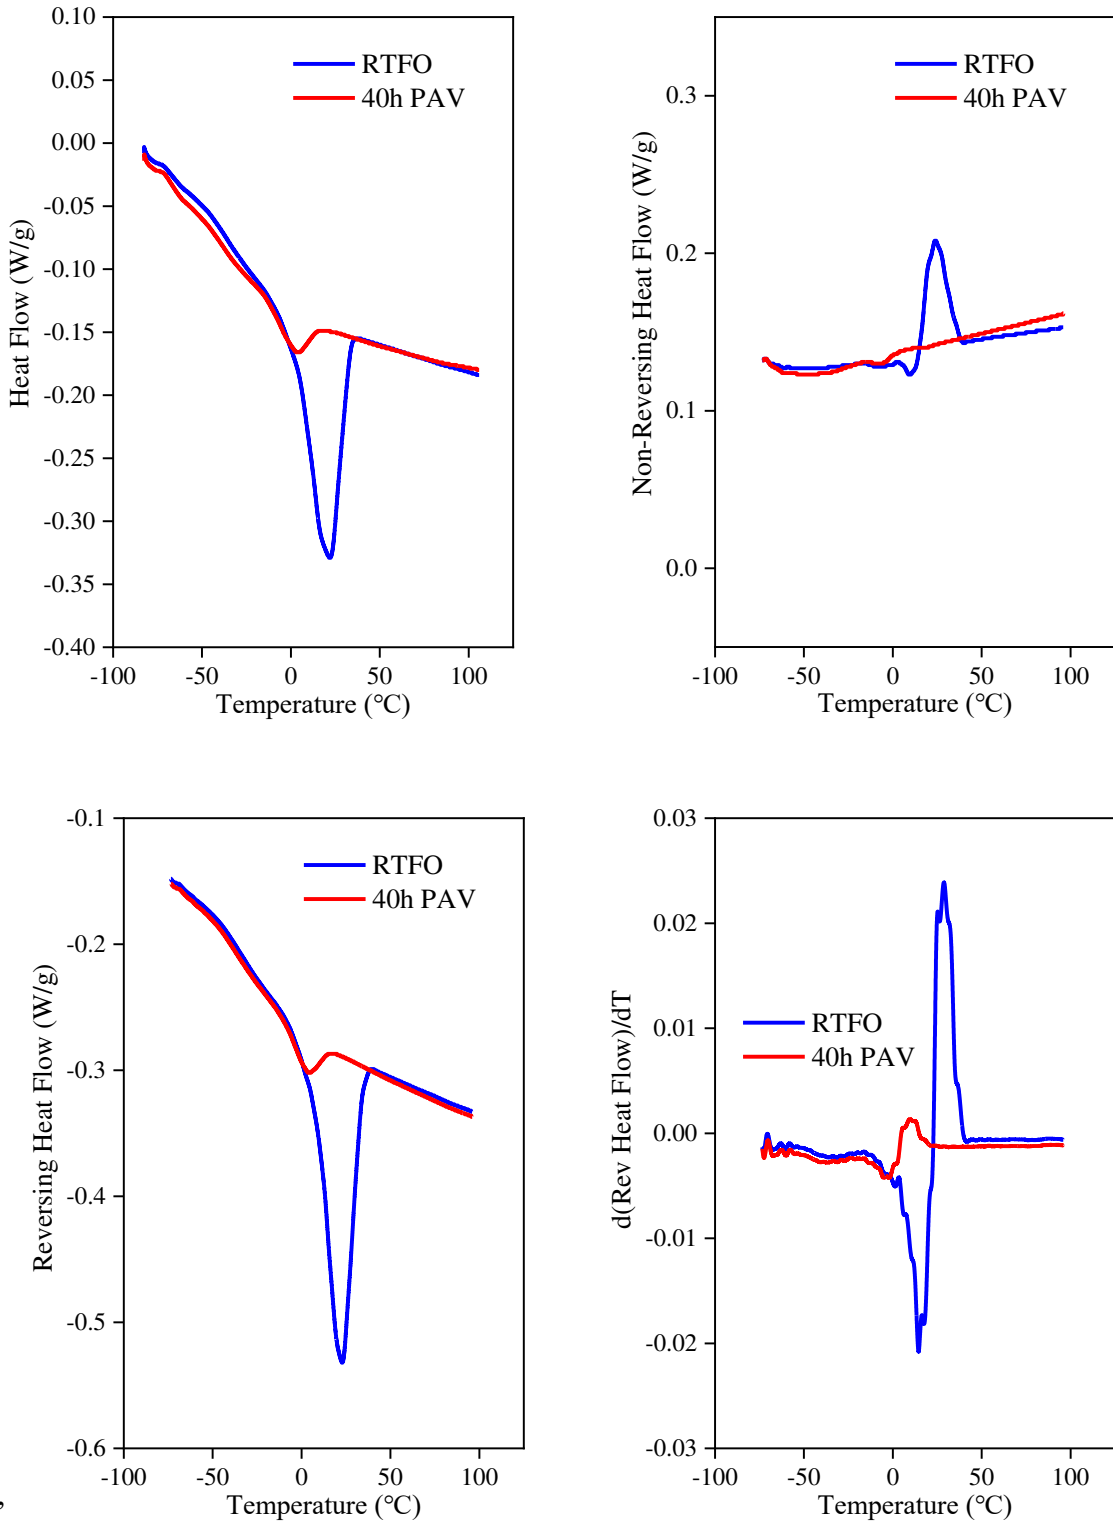 0.10
0.05
0.00
-0.05
-0.10
-0.15
-0.20
-0.25
-0.30
-0.35
-0.40
Heat Flow (W/g)
RTFO
40h PAV
-100 -50 0 50 100
Temperature (℃)
0.3
0.2
0.1
0.0
Non-Reversing Heat Flow (W/g)
RTFO
40h PAV
-100 -50 0 50 100
Temperature (℃)
-0.1
-0.2
-0.3
-0.4
-0.5
-0.6
Reversing Heat Flow (W/g)
RTFO
40h PAV
-100 -50 0 50 100
Temperature (℃)
,
0.03
0.02
0.01
0.00
-0.01
-0.02
-0.03
d(Rev Heat Flow)/dT
RTFO
40h PAV
-100 -50 0 50 100
Temperature (℃)